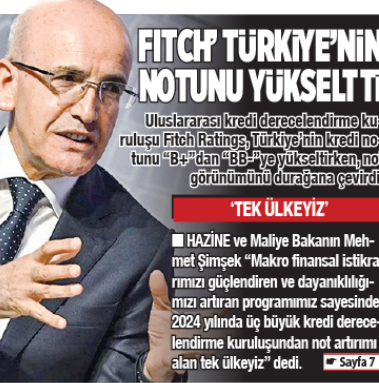 FITCH’ TÜRKİYE’NİN
NOTUNU YÜKSELTTİ
Uluslararası kredi derecelendirme ku-
ruluşu Fitch Ratings, Türkiye’nin kredi no-
tunu “B+”dan “BB-”ye yükseltirken, no
görünümünü durağana çevirdi
‘TEK ÜLKEYİZ’
■ HAZİNE ve Maliye Bakanın Meh-
met Şimşek “Makro finansal istikra
rımızı güçlendiren ve dayanıklılığı-
mızı artıran programımız sayesinde
2024 yılında üç büyük kredi derece-
lendirme kuruluşundan not artırımı
alan tek ülkeyiz” dedi.
☛ Sayfa 7